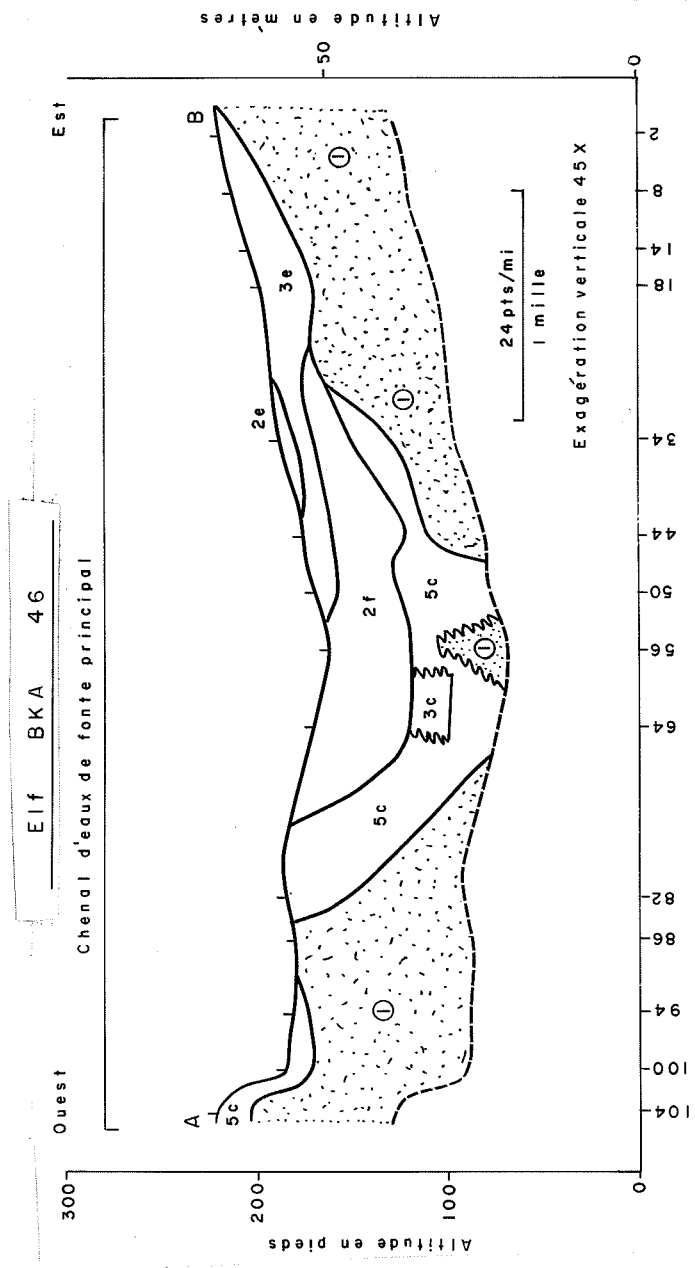 Elf BKA 46
Chenal d'eaux de fonte principal
Ouest
Est
A
B
5c
5c
3c
5c
2f
2e
3e
1
1
1
1
24 pts/mi
1 mille
Exagération verticale 45X
Altitude en pieds
300
200
100
0
Altitude en mètres
50
0
104
100
94
86
82
64
56
50
44
34
18
14
8
2